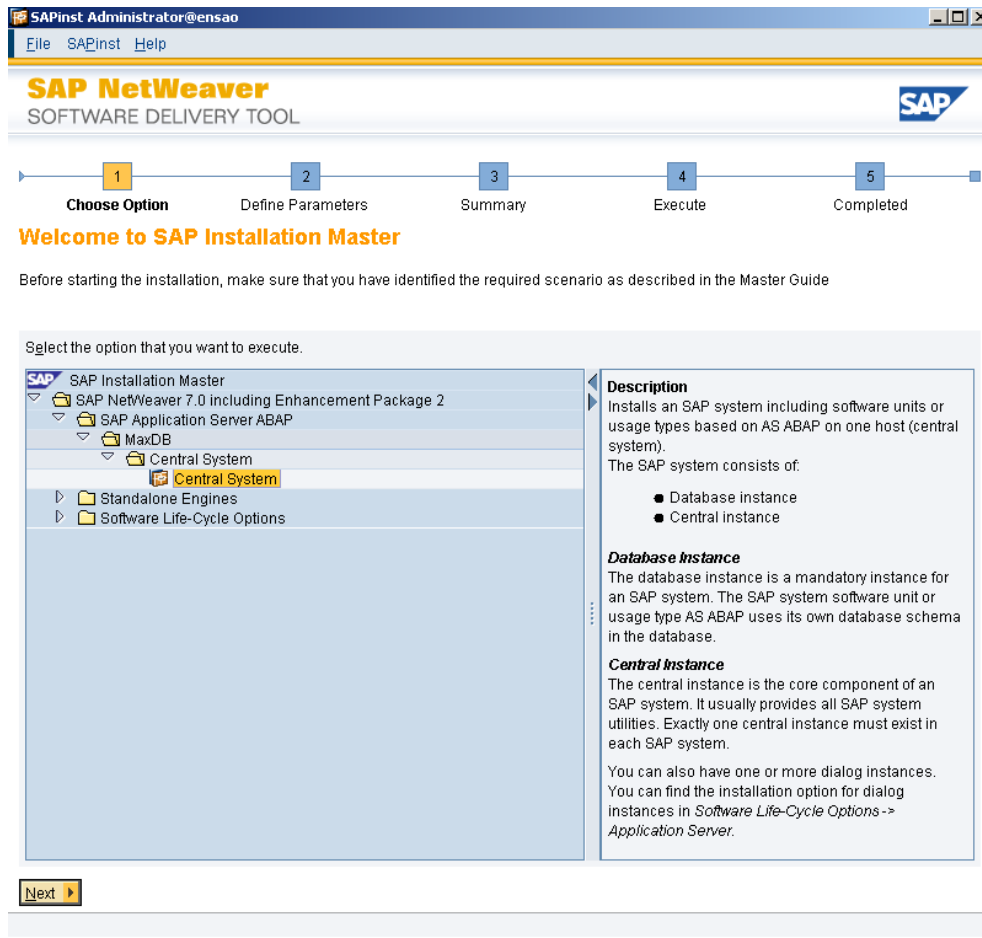 SAPinst Administrator@ensao
File SAPinst Help
SAP NetWeaver
SOFTWARE DELIVERY TOOL
SAP
1 2 3 4 5
Choose Option Define Parameters Summary Execute Completed
Welcome to SAP Installation Master
Before starting the installation, make sure that you have identified the required scenario as described in the Master Guide
Select the option that you want to execute.
SAP SAP Installation Master
SAP NetWeaver 7.0 including Enhancement Package 2
SAP Application Server ABAP
MaxDB
Central System
Central System
Standalone Engines
Software Life-Cycle Options
Description
Installs an SAP system including software units or
usage types based on AS ABAP on one host (central
system).
The SAP system consists of:
● Database instance
● Central instance
Database Instance
The database instance is a mandatory instance for
an SAP system. The SAP system software unit or
usage type AS ABAP uses its own database schema
in the database.
Central Instance
The central instance is the core component of an
SAP system. It usually provides all SAP system
utilities. Exactly one central instance must exist in
each SAP system.
You can also have one or more dialog instances.
You can find the installation option for dialog
instances in Software Life-Cycle Options ->
Application Server.
Next